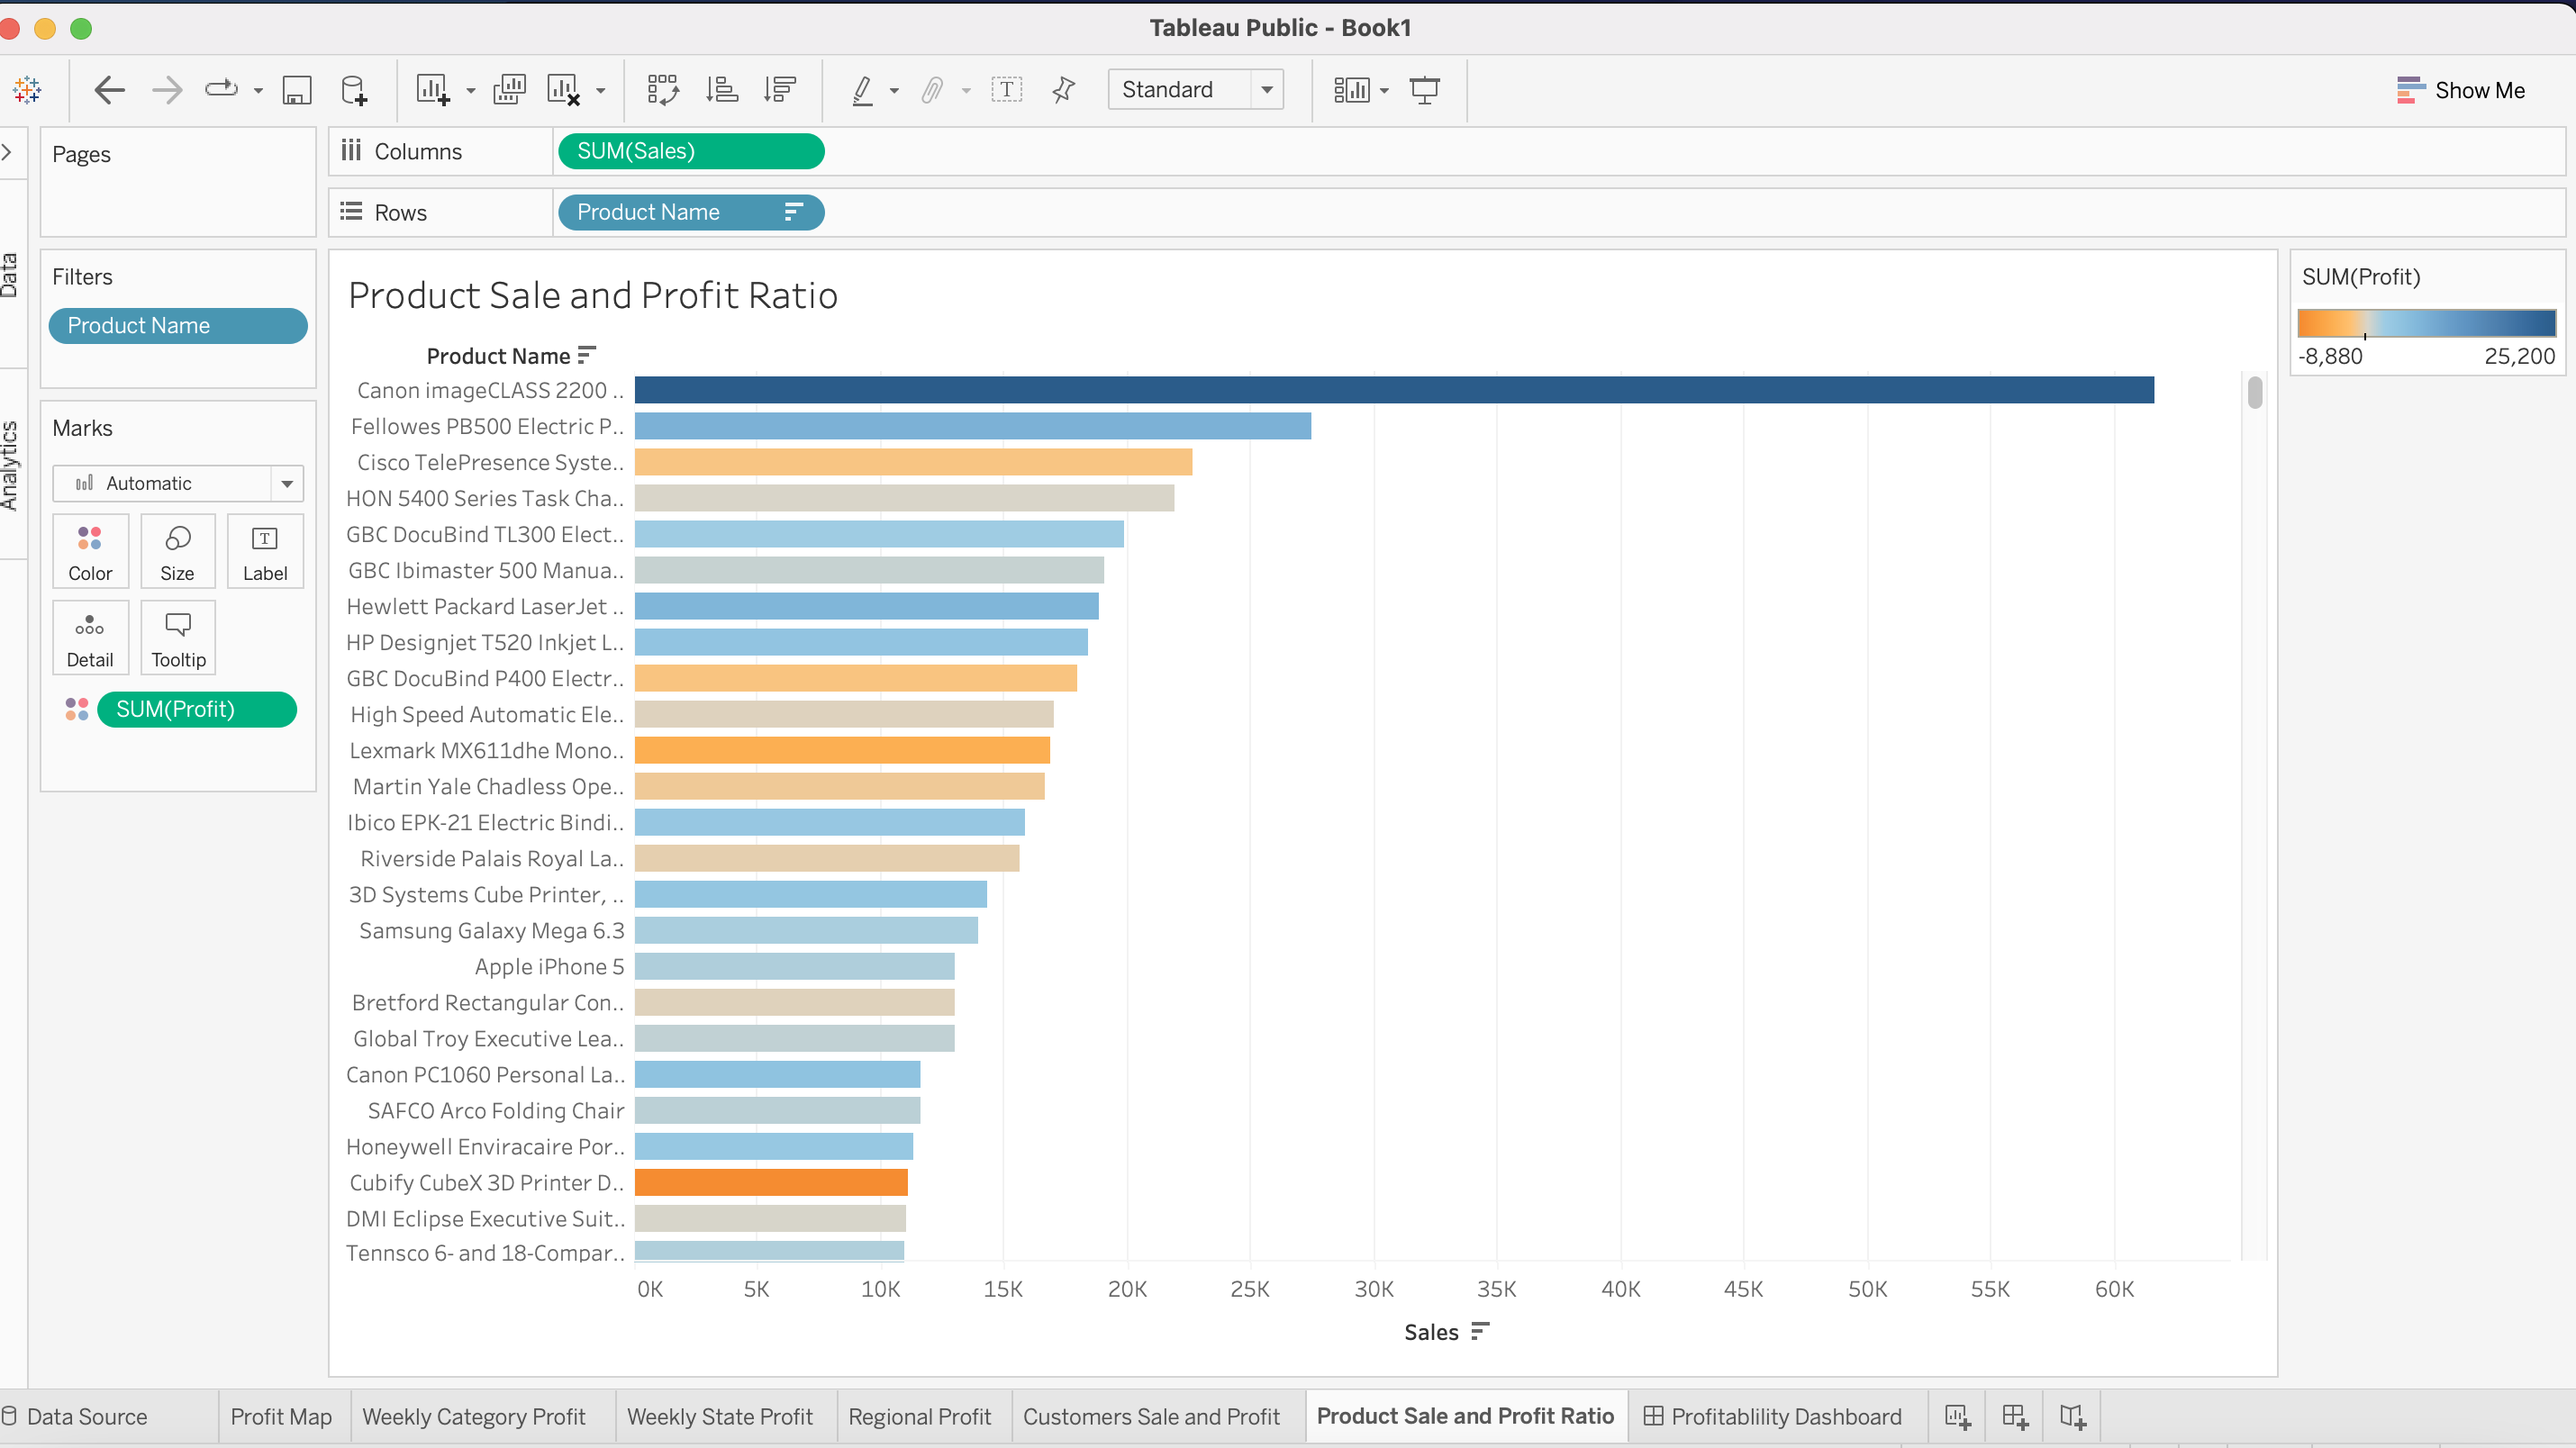 Tableau Public - Book1
Standard
Show Me
Pages
Columns
SUM(Sales)
Rows
Product Name
Data
Analytics
Filters
Product Name
Marks
Automatic
Color
Size
Label
Detail
Tooltip
SUM(Profit)
Product Sale and Profit Ratio
Product Name
Canon imageCLASS 2200 ..
Fellowes PB500 Electric P..
Cisco TelePresence Syste..
HON 5400 Series Task Cha..
GBC DocuBind TL300 Elect..
GBC Ibimaster 500 Manua..
Hewlett Packard LaserJet ..
HP Designjet T520 Inkjet L..
GBC DocuBind P400 Electr..
High Speed Automatic Ele..
Lexmark MX611dhe Mono..
Martin Yale Chadless Ope..
Ibico EPK-21 Electric Bindi..
Riverside Palais Royal La..
3D Systems Cube Printer, ..
Samsung Galaxy Mega 6.3
Apple iPhone 5
Bretford Rectangular Con..
Global Troy Executive Lea..
Canon PC1060 Personal La..
SAFCO Arco Folding Chair
Honeywell Enviracaire Por..
Cubify CubeX 3D Printer D..
DMI Eclipse Executive Suit..
Tennsco 6- and 18-Compar..
0K 5K 10K 15K 20K 25K 30K 35K 40K 45K 50K 55K 60K
Sales
SUM(Profit)
-8,880 25,200
Data Source
Profit Map
Weekly Category Profit
Weekly State Profit
Regional Profit
Customers Sale and Profit
Product Sale and Profit Ratio
Profitablility Dashboard